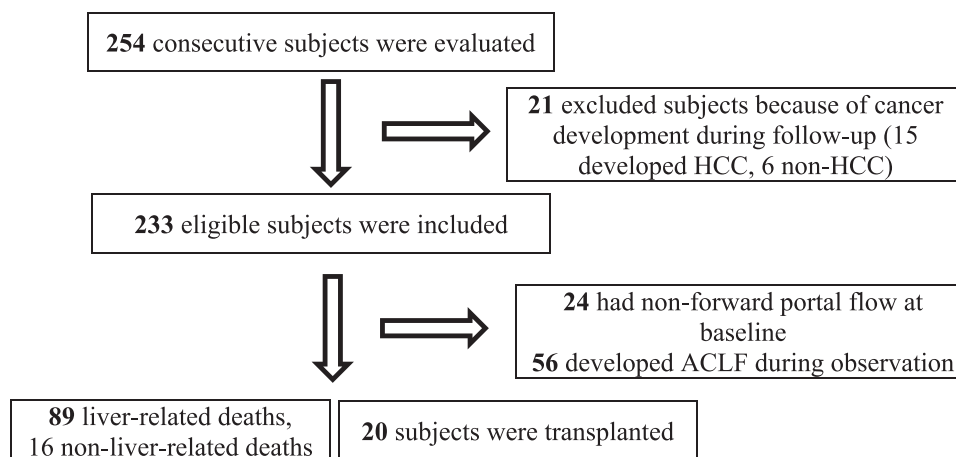 254 consecutive subjects were evaluated
21 excluded subjects because of cancer
development during follow-up (15
developed HCC, 6 non-HCC)
233 eligible subjects were included
24 had non-forward portal flow at
baseline
56 developed ACLF during observation
89 liver-related deaths,
16 non-liver-related deaths
20 subjects were transplanted